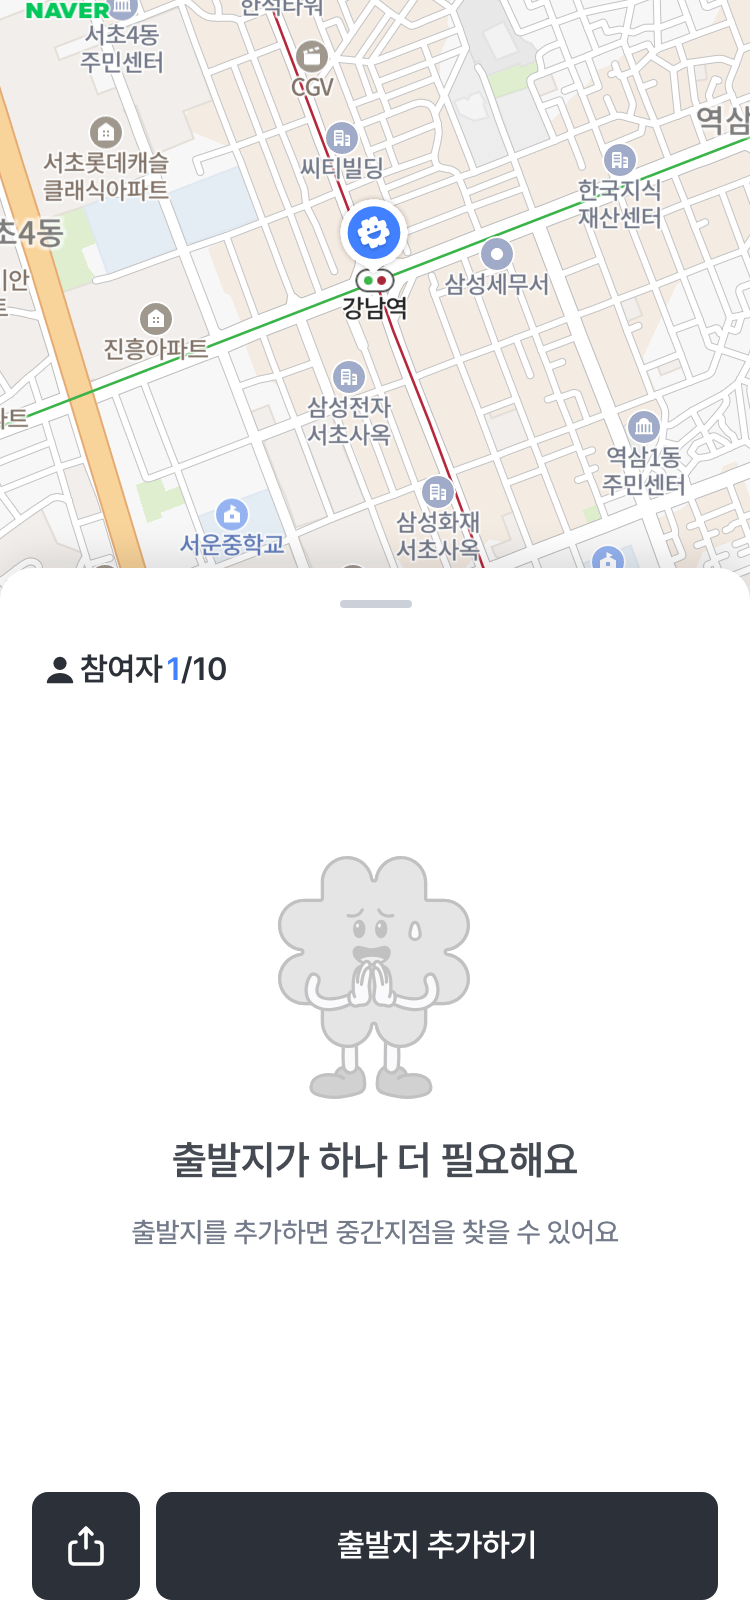 NAVER
서초4동
주민센터
한석타워
CGV
역삼
서초롯데캐슬
클래식아파트
씨티빌딩
한국지식
재산센터
초4동
삼성세무서
강남역
진흥아파트
삼성전자
서초사옥
역삼1동
주민센터
삼성화재
서초사옥
서운중학교
참여자 1/10
출발지가 하나 더 필요해요
출발지를 추가하면 중간지점을 찾을 수 있어요
출발지 추가하기